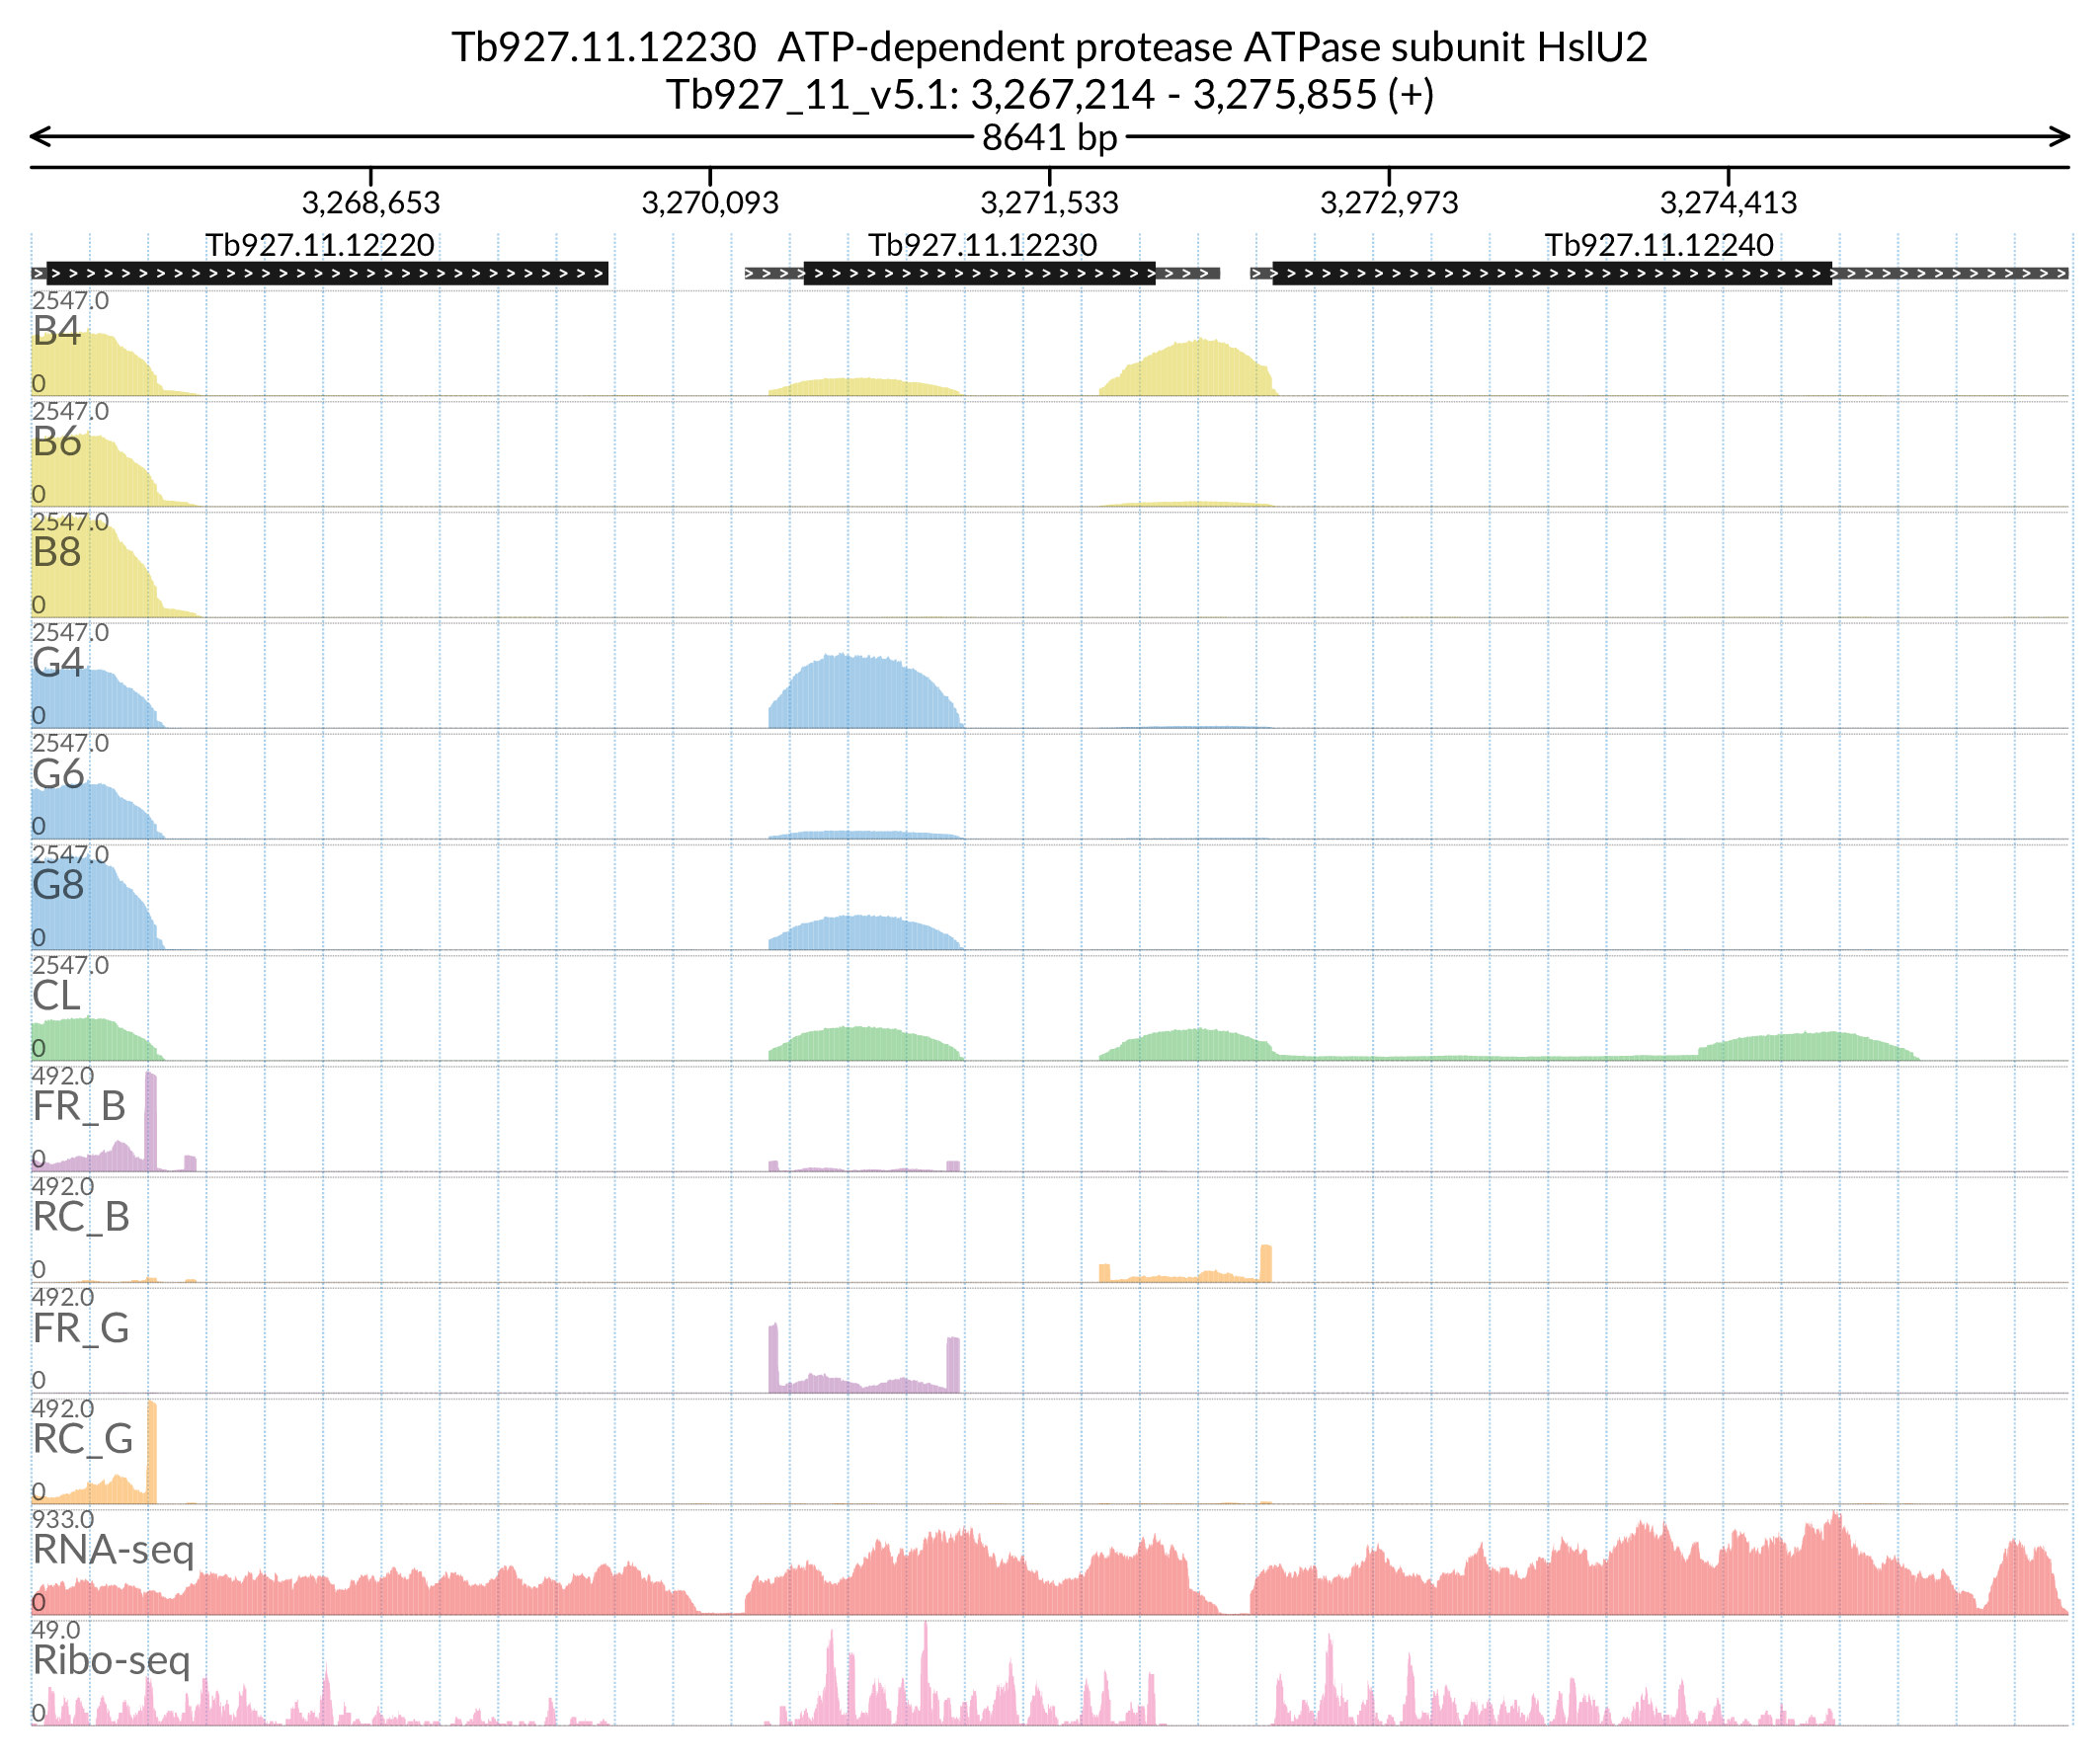 Tb927.11.12230  ATP-dependent protease ATPase subunit HslU2
Tb927_11_v5.1: 3,267,214 - 3,275,855 (+)
8641 bp
3,268,653 3,270,093 3,271,533 3,272,973 3,274,413
Tb927.11.12220 Tb927.11.12230 Tb927.11.12240
2547.0
B4
0
2547.0
B6
0
2547.0
B8
0
2547.0
G4
0
2547.0
G6
0
2547.0
G8
0
2547.0
CL
0
492.0
FR_B
0
492.0
RC_B
0
492.0
FR_G
0
492.0
RC_G
0
933.0
RNA-seq
0
49.0
Ribo-seq
0